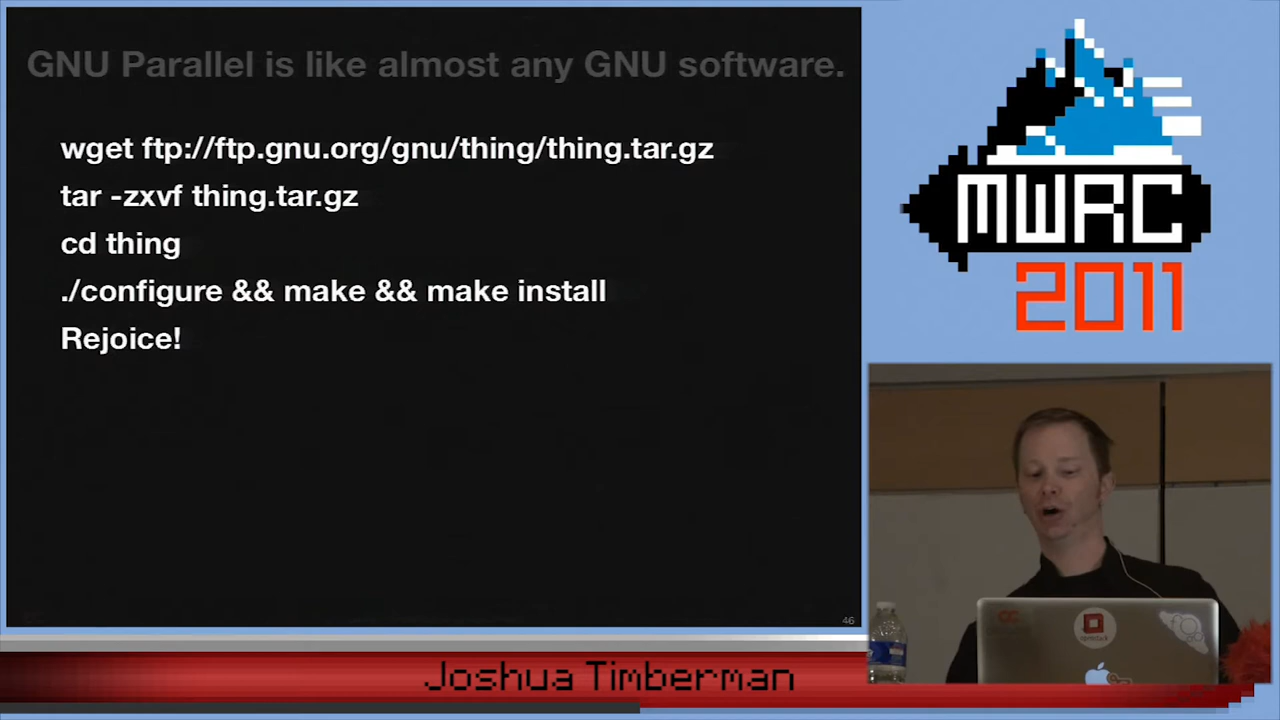 GNU Parallel is like almost any GNU software.
wget ftp://ftp.gnu.org/gnu/thing/thing.tar.gz
tar -zxvf thing.tar.gz
cd thing
./configure && make && make install
Rejoice!
46
MWRC
2011
openstack
Joshua Timberman